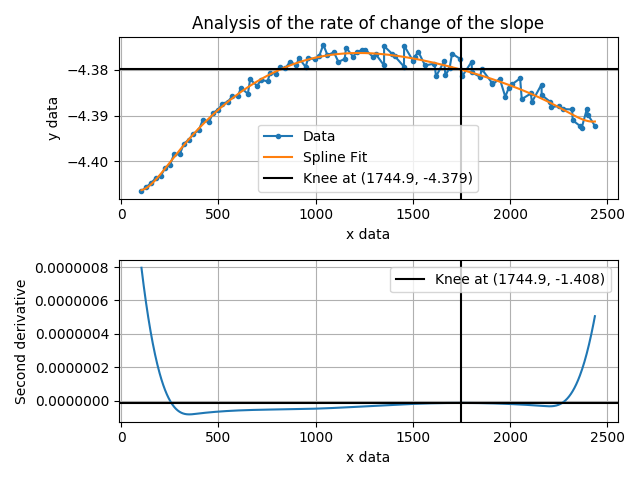 Analysis of the rate of change of the slope
−4.38
−4.39
−4.40
y data
Data
Spline Fit
Knee at (1744.9, -4.379)
0 500 1000 1500 2000 2500
x data
0.0000008
0.0000006
0.0000004
0.0000002
0.0000000
Second derivative
Knee at (1744.9, -1.408)
0 500 1000 1500 2000 2500
x data